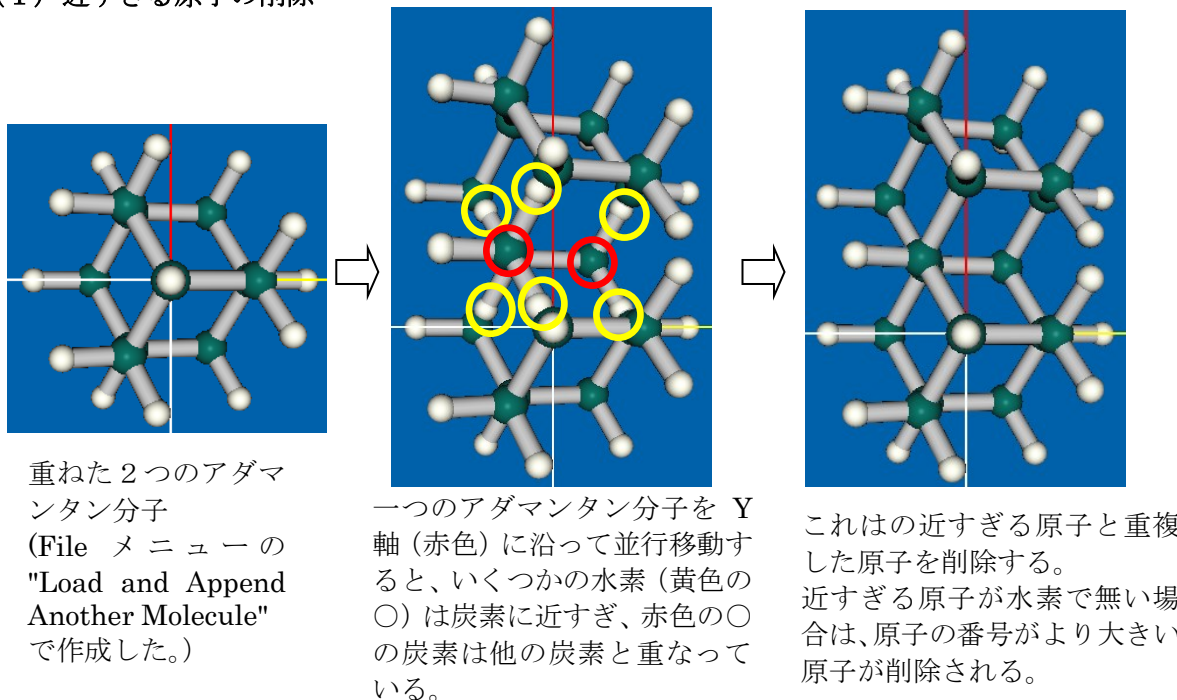 (1) 近すぎる原子の削除
重ねた2つのアダマ
ンタン分子
(File メニューの
"Load and Append
Another Molecule"
で作成した。)
一つのアダマンタン分子を Y
軸（赤色）に沿って並行移動す
ると、いくつかの水素（黄色の
○）は炭素に近すぎ、赤色の○
の炭素は他の炭素と重なって
いる。
これはの近すぎる原子と重複
した原子を削除する。
近すぎる原子が水素で無い場
合は、原子の番号がより大きい
原子が削除される。